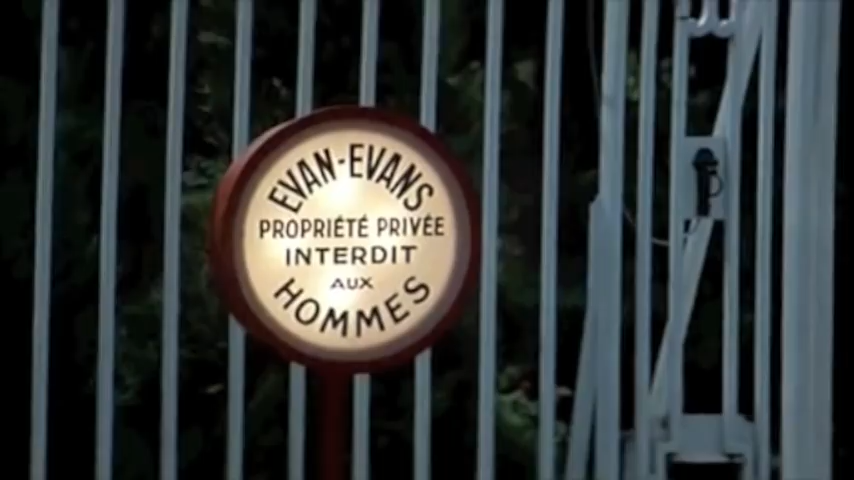 EVAN-EVANS
PROPRIÉTÉ PRIVÉE
INTERDIT
AUX
HOMMES